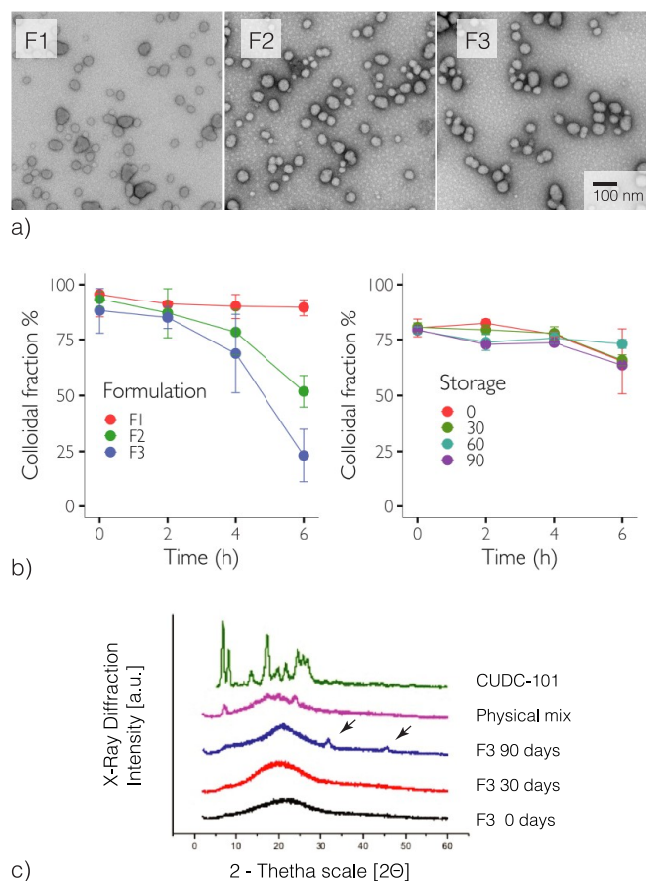 F1
F2
F3
100 nm
a)
Colloidal fraction %
100
75
50
25
0
Formulation
F1
F2
F3
0
2
4
6
Time (h)
Colloidal fraction %
100
75
50
25
0
Storage
0
30
60
90
0
2
4
6
Time (h)
b)
X-Ray Diffraction
Intensity [a.u.]
CUDC-101
Physical mix
F3 90 days
F3 30 days
F3 0 days
0
10
20
30
40
50
60
2 - Thetha scale [2Θ]
c)